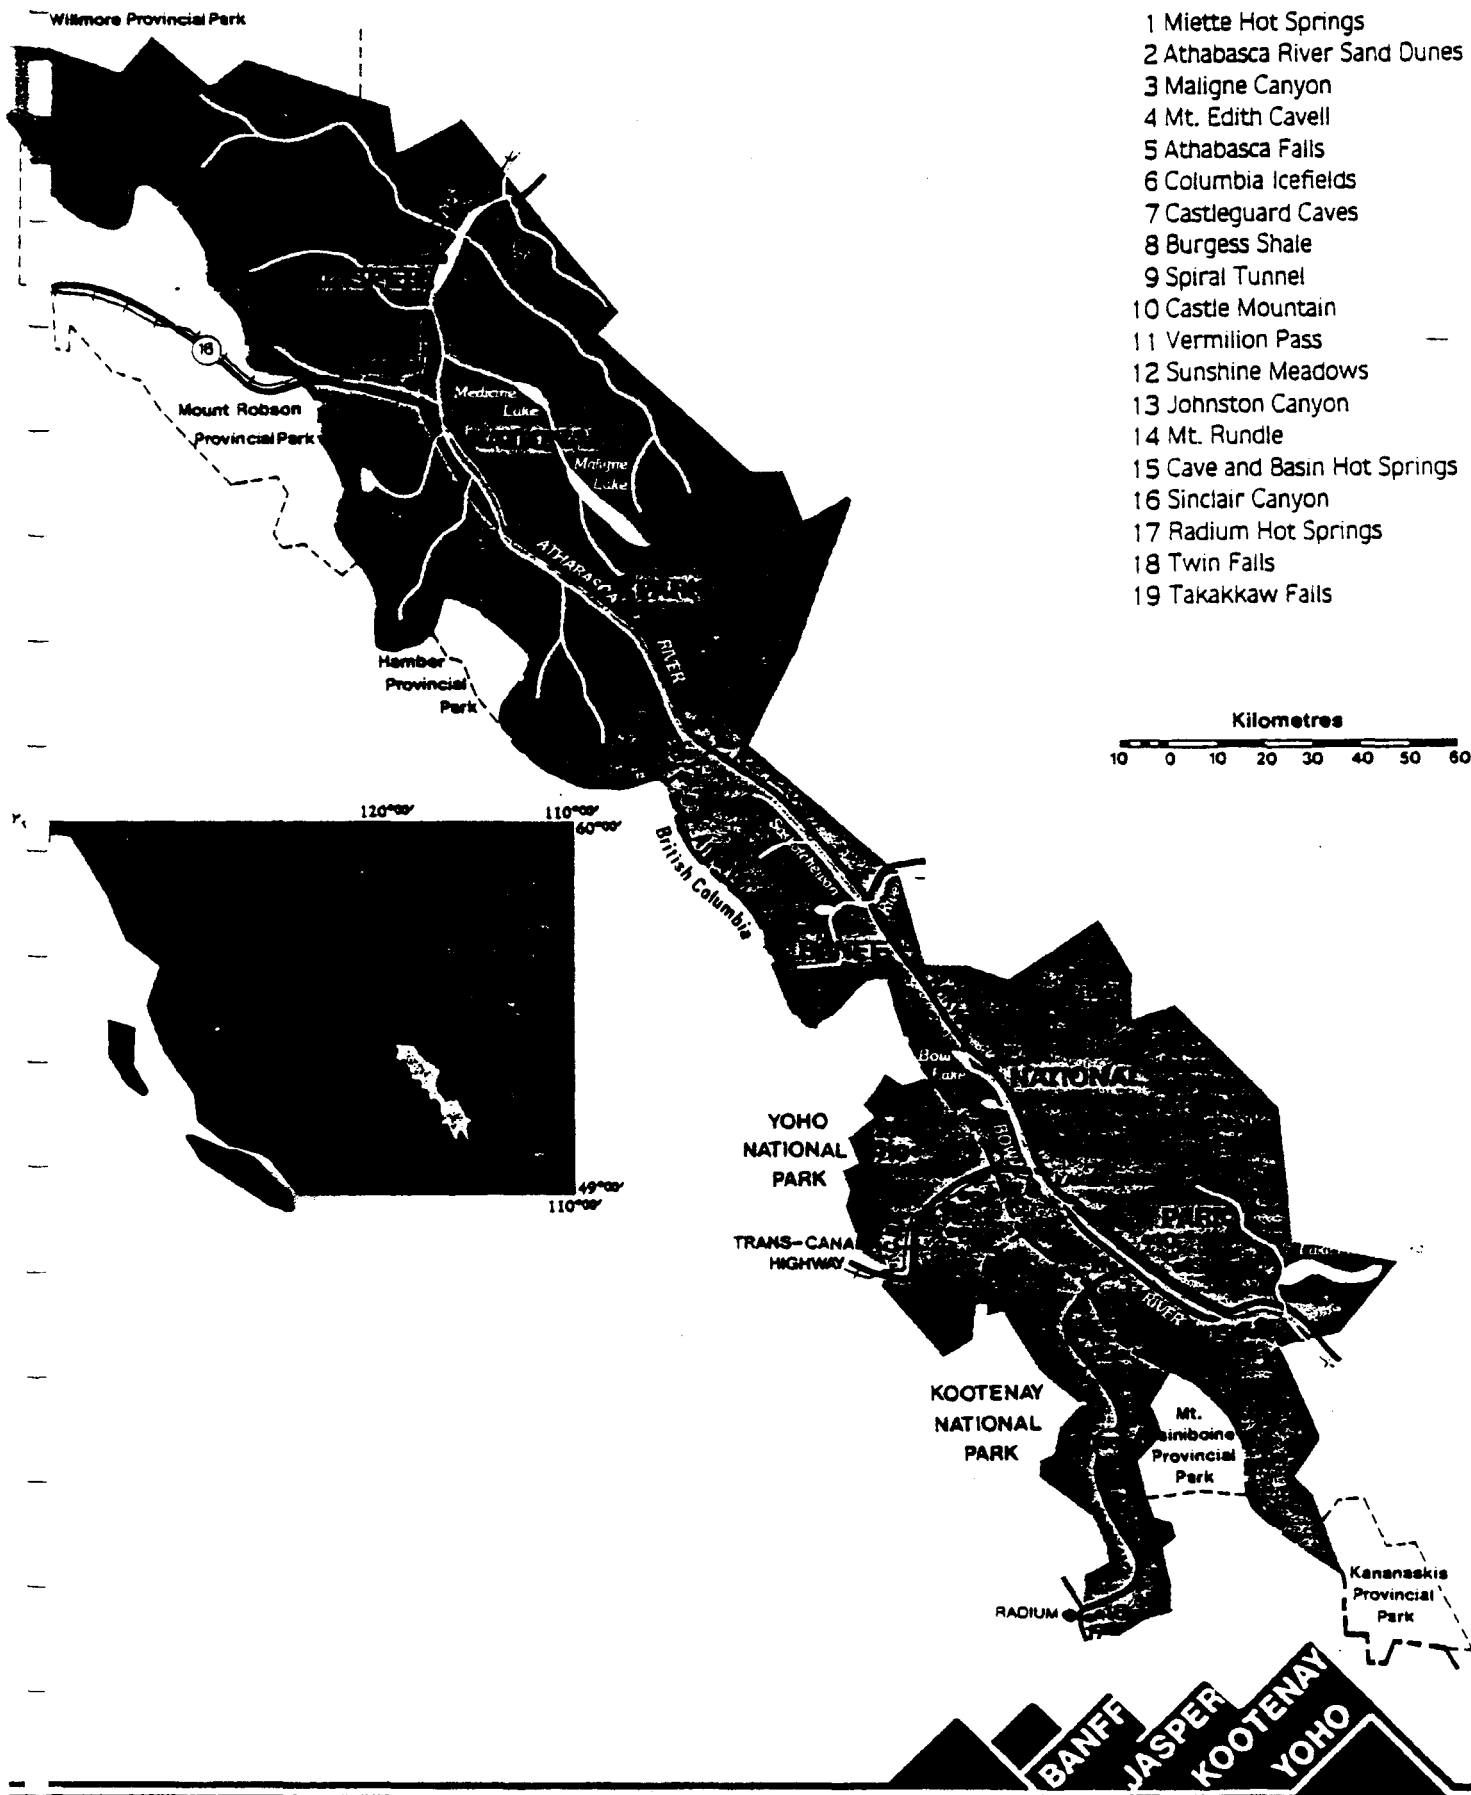 Willmore Provincial Park
1 Miette Hot Springs
2 Athabasca River Sand Dunes
3 Maligne Canyon
4 Mt. Edith Cavell
5 Athabasca Falls
6 Columbia Icefields
7 Castleguard Caves
8 Burgess Shale
9 Spiral Tunnel
10 Castle Mountain
11 Vermilion Pass
12 Sunshine Meadows
13 Johnston Canyon
14 Mt. Rundle
15 Cave and Basin Hot Springs
16 Sinclair Canyon
17 Radium Hot Springs
18 Twin Falls
19 Takakkaw Falls
16
Mount Robson
Provincial Park
Medicine
Lake
Maligne
Lake
ATHABASCA
RIVER
PARK
Hamber
Provincial
Park
Kilometres
10 0 10 20 30 40 50 60
120°00'
110°00'
60°00'
49°00'
110°00'
British Columbia
River
BANFF
Bow
Lake
NATIONAL
BOW
RIVER
PARK
YOHO
NATIONAL
PARK
TRANS-CANA
HIGHWAY
KOOTENAY
NATIONAL
PARK
Mt.
siniboine
Provincial
Park
RADIUM
17
Kananaskis
Provincial
Park
BANFF
JASPER
KOOTENAY
YOHO